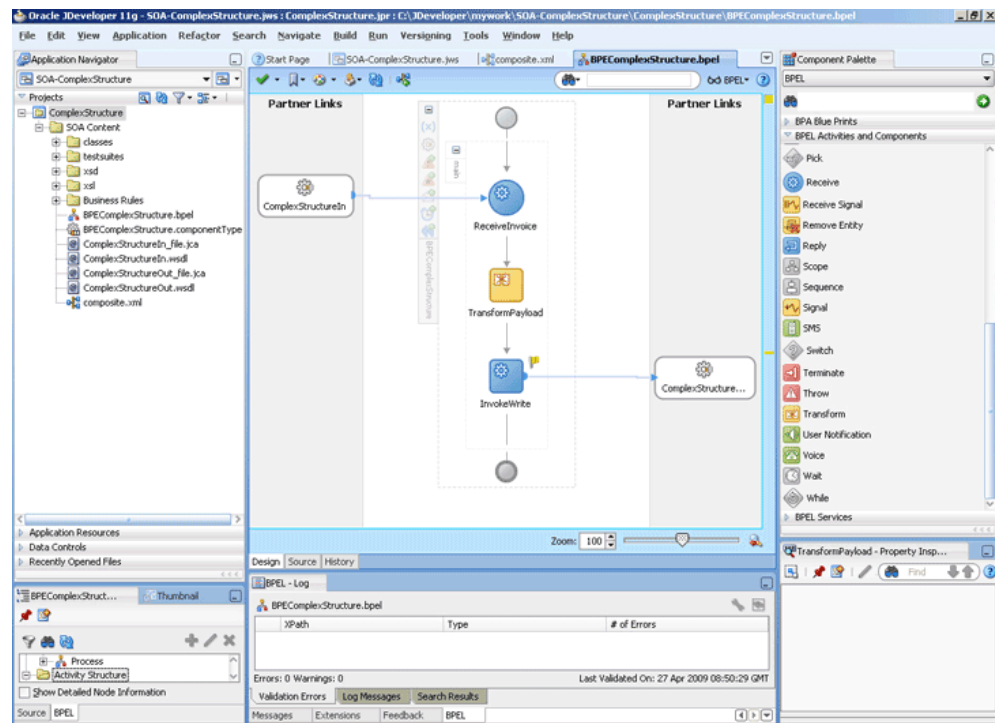 Oracle JDeveloper 11g - SOA-ComplexStructure.jws : ComplexStructure.jpr : C:\JDeveloper\mywork\SOA-ComplexStructure\ComplexStructure\BPEComplexStructure.bpel
File Edit View Application Refactor Search Navigate Build Run Versioning Tools Window Help
Application Navigator
SOA-ComplexStructure
Projects
ComplexStructure
SOA Content
classes
testsuites
xsd
xsl
Business Rules
BPEComplexStructure.bpel
BPEComplexStructure.componentType
ComplexStructureIn_file.jca
ComplexStructureIn.wsdl
ComplexStructureOut_file.jca
ComplexStructureOut.wsdl
composite.xml
Application Resources
Data Controls
Recently Opened Files
BPEComplexStruct... Thumbnail
Process
Activity Structure
Show Detailed Node Information
Source BPEL
Start Page SOA-ComplexStructure.jws composite.xml BPEComplexStructure.bpel
BPEL
Partner Links
Partner Links
main
BPEComplexStructure
ComplexStructureIn
ReceiveInvoice
TransformPayload
InvokeWrite
ComplexStructure...
Zoom: 100
Design Source History
BPEL - Log
BPEComplexStructure.bpel
XPath Type # of Errors
Errors: 0 Warnings: 0 Last Validated On: 27 Apr 2009 08:50:29 GMT
Validation Errors Log Messages Search Results
Messages Extensions Feedback BPEL
Component Palette
BPEL
BPA Blue Prints
BPEL Activities and Components
Pick
Receive
Receive Signal
Remove Entity
Reply
Scope
Sequence
Signal
SMS
Switch
Terminate
Throw
Transform
User Notification
Voice
Wait
While
BPEL Services
TransformPayload - Property Insp...
Find